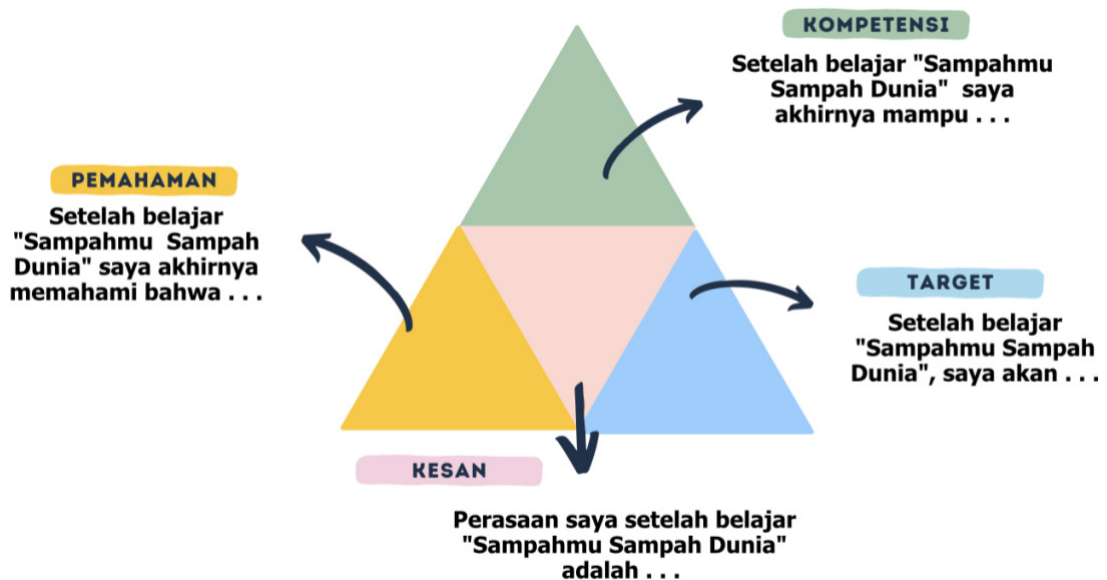 KOMPETENSI
Setelah belajar "Sampahmu
Sampah Dunia" saya
akhirnya mampu . . .
PEMAHAMAN
Setelah belajar
"Sampahmu Sampah
Dunia" saya akhirnya
memahami bahwa . . .
TARGET
Setelah belajar
"Sampahmu Sampah
Dunia", saya akan . . .
KESAN
Perasaan saya setelah belajar
"Sampahmu Sampah Dunia"
adalah . . .